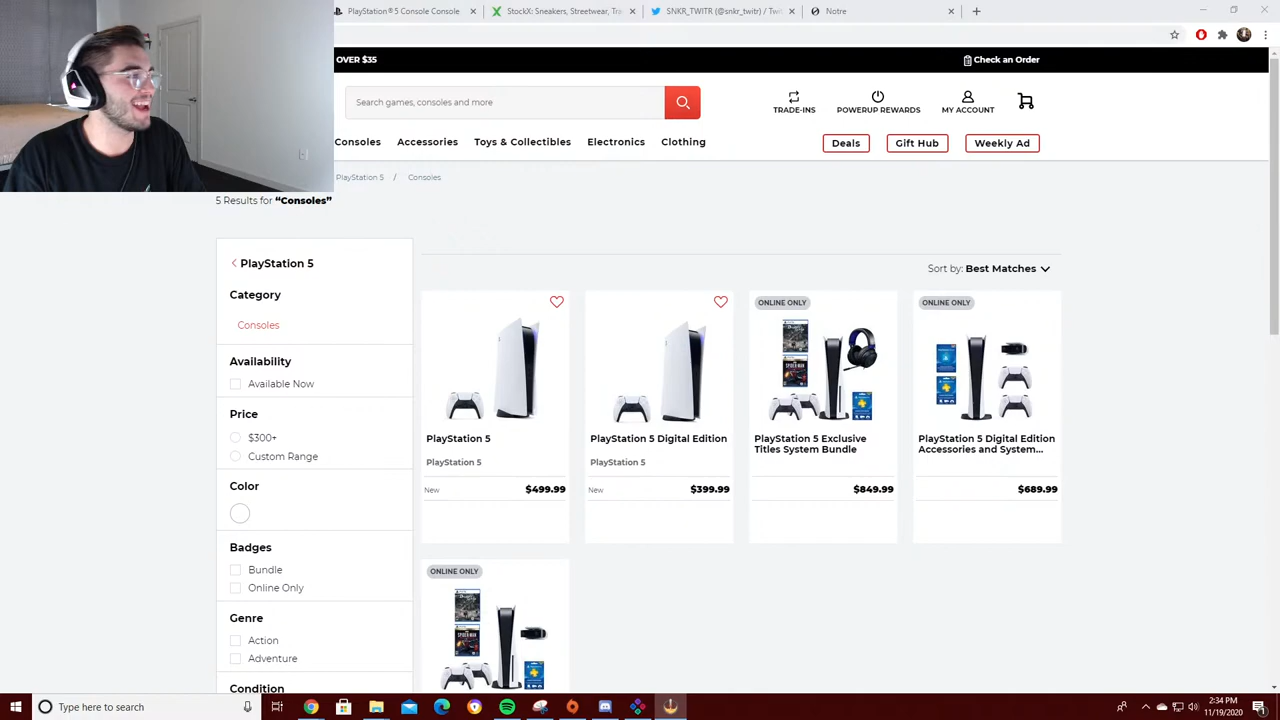 PlayStation®5 Console Console
StockX: Sneakers, Streetwear, Tra
SNKR_TWITR (@snkr_twitr) / Twi
Notre
OVER $35
Check an Order
Search games, consoles and more
TRADE-INS
POWERUP REWARDS
MY ACCOUNT
Consoles
Accessories
Toys & Collectibles
Electronics
Clothing
Deals
Gift Hub
Weekly Ad
PlayStation 5 / Consoles
5 Results for “Consoles”
PlayStation 5
Category
Consoles
Availability
Available Now
Price
$300+
Custom Range
Color
Badges
Bundle
Online Only
Genre
Action
Adventure
Condition
Sort by: Best Matches
PlayStation 5
PlayStation 5
New $499.99
PlayStation 5 Digital Edition
PlayStation 5
New $399.99
ONLINE ONLY
PlayStation 5 Exclusive
Titles System Bundle
$849.99
ONLINE ONLY
PlayStation 5 Digital Edition
Accessories and System...
$689.99
ONLINE ONLY
Type here to search
2:34 PM
11/19/2020